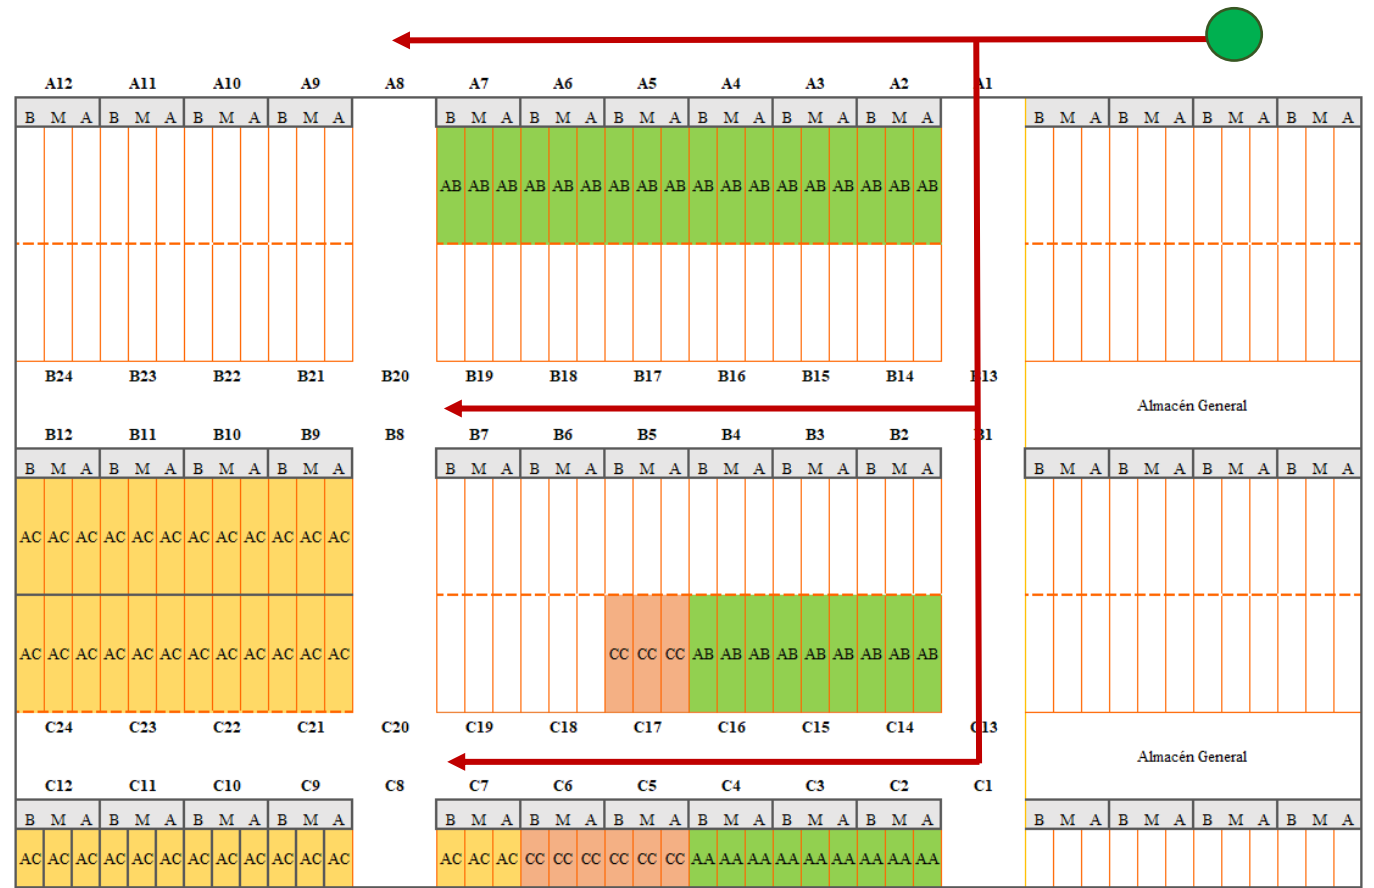 A12 A11 A10 A9 A8 A7 A6 A5 A4 A3 A2 A1
B M A B M A B M A B M A B M A B M A B M A B M A B M A B M A B M A B M A B M A B M A
AB AB AB AB AB AB AB AB AB AB AB AB AB AB AB AB AB AB
B24 B23 B22 B21 B20 B19 B18 B17 B16 B15 B14 B13
Almacén General
B12 B11 B10 B9 B8 B7 B6 B5 B4 B3 B2 B1
B M A B M A B M A B M A B M A B M A B M A B M A B M A B M A B M A B M A B M A B M A
AC AC AC AC AC AC AC AC AC AC AC AC
AC AC AC AC AC AC AC AC AC AC AC AC CC CC CC AB AB AB AB AB AB AB AB AB
C24 C23 C22 C21 C20 C19 C18 C17 C16 C15 C14 C13
Almacén General
C12 C11 C10 C9 C8 C7 C6 C5 C4 C3 C2 C1
B M A B M A B M A B M A B M A B M A B M A B M A B M A B M A B M A B M A B M A B M A
AC AC AC AC AC AC AC AC AC AC AC AC AC AC AC CC CC CC CC CC CC AA AA AA AA AA AA AA AA AA